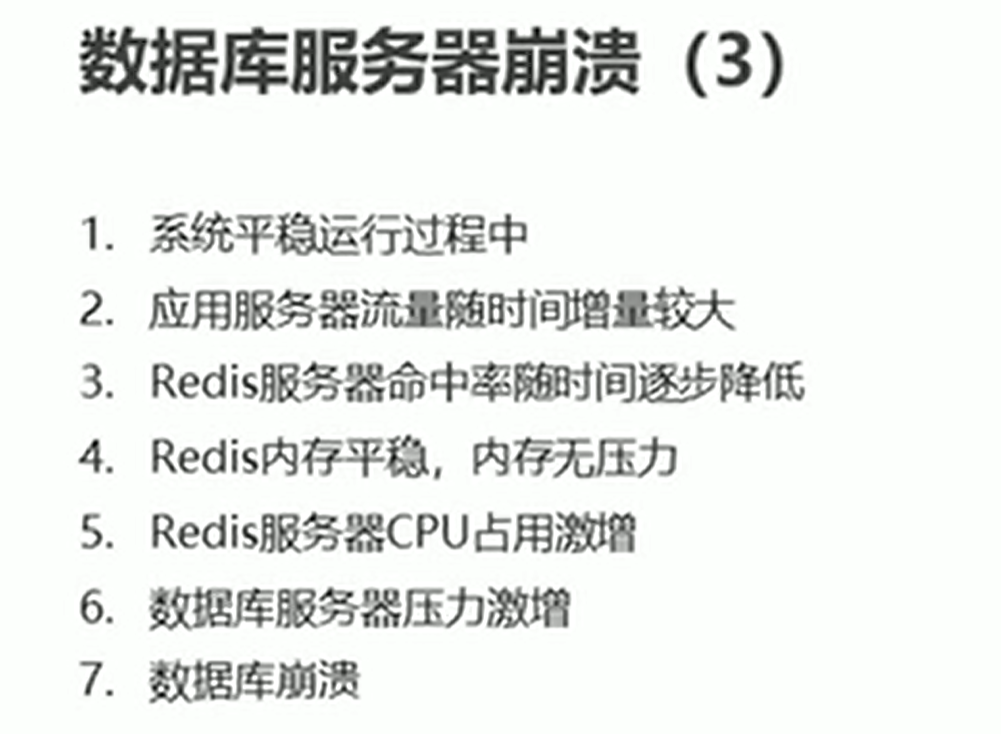 数据库服务器崩溃（3）
1. 系统平稳运行过程中
2. 应用服务器流量随时间增量较大
3. Redis服务器命中率随时间逐步降低
4. Redis内存平稳，内存无压力
5. Redis服务器CPU占用激增
6. 数据库服务器压力激增
7. 数据库崩溃